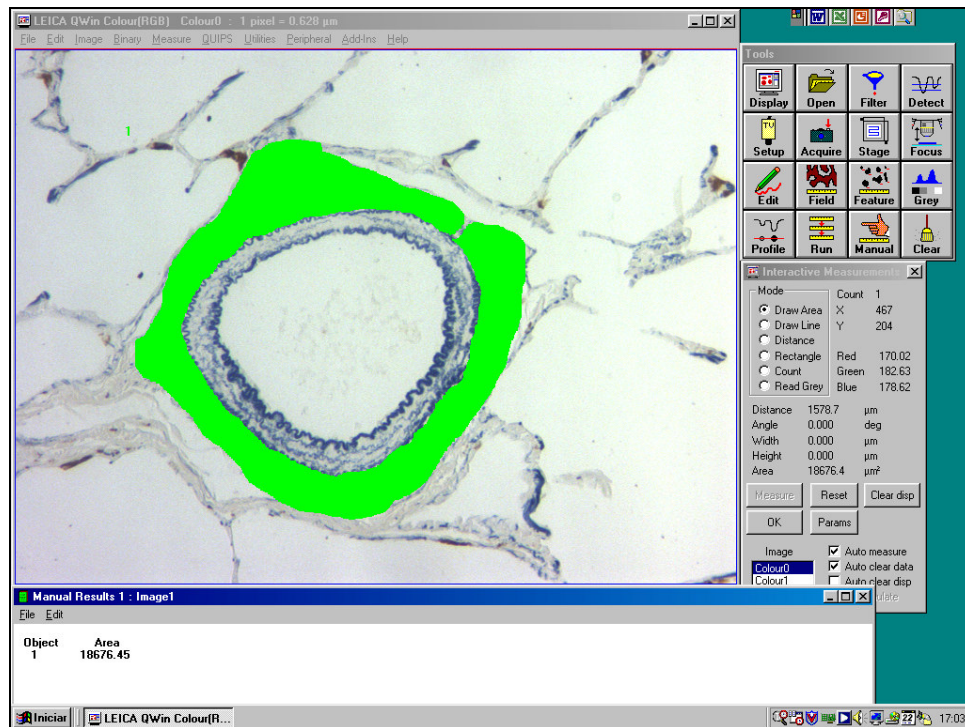 LEICA QWin Colour(RGB)   Colour0 :  1 pixel = 0.628 µm
File  Edit  Image  Binary  Measure  QUIPS  Utilities  Peripheral  Add-Ins  Help
1
Tools
Display  Open  Filter  Detect
TV
Setup  Acquire  Stage  Focus
Edit  Field  Feature  Grey
Profile  Run  Manual  Clear
Interactive Measurements
Mode  Count  1
Draw Area  X  467
Draw Line  Y  204
Distance
Rectangle  Red  170.02
Count  Green  182.63
Read Grey  Blue  178.62
Distance  1578.7  µm
Angle  0.000  deg
Width  0.000  µm
Height  0.000  µm
Area  18676.4  µm²
Measure  Reset  Clear disp
OK  Params
Image  Auto measure
Colour0  Auto clear data
Colour1  Auto clear disp
Manual Results 1 : Image1
File  Edit
Object  Area
1  18676.45
Iniciar  LEICA QWin Colour(R...  22  17:03